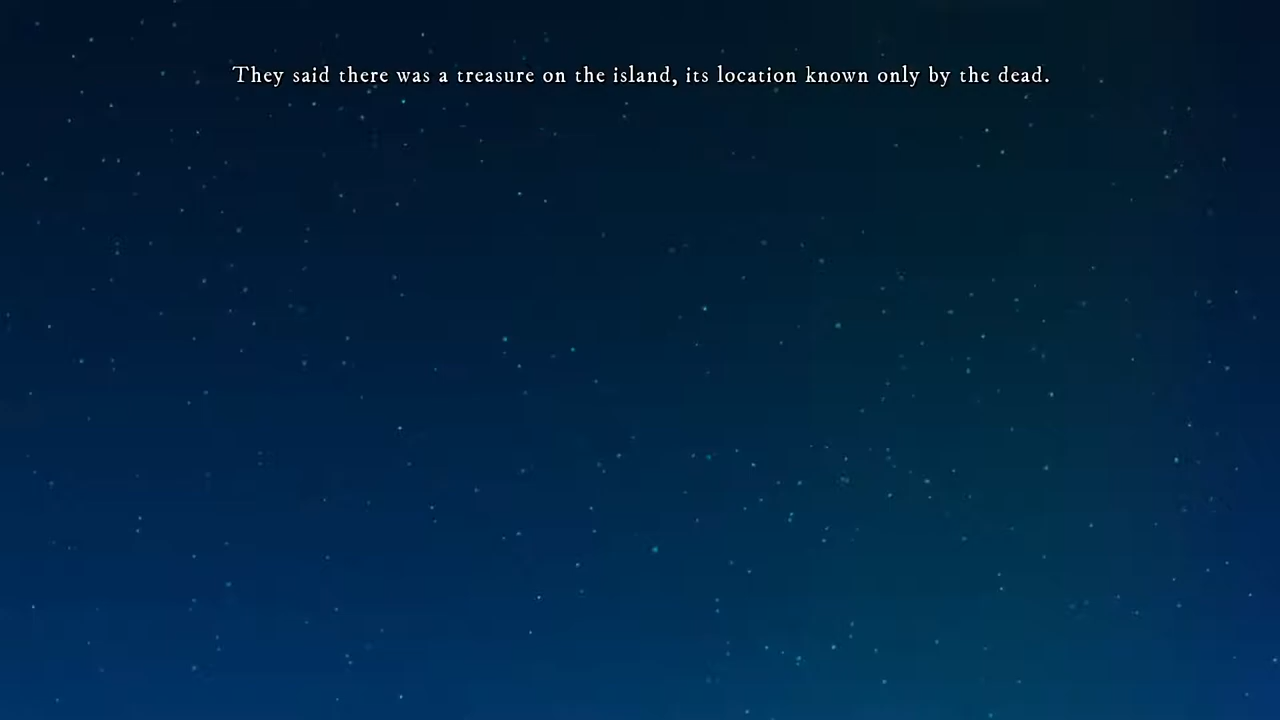 They said there was a treasure on the island, its location known only by the dead.